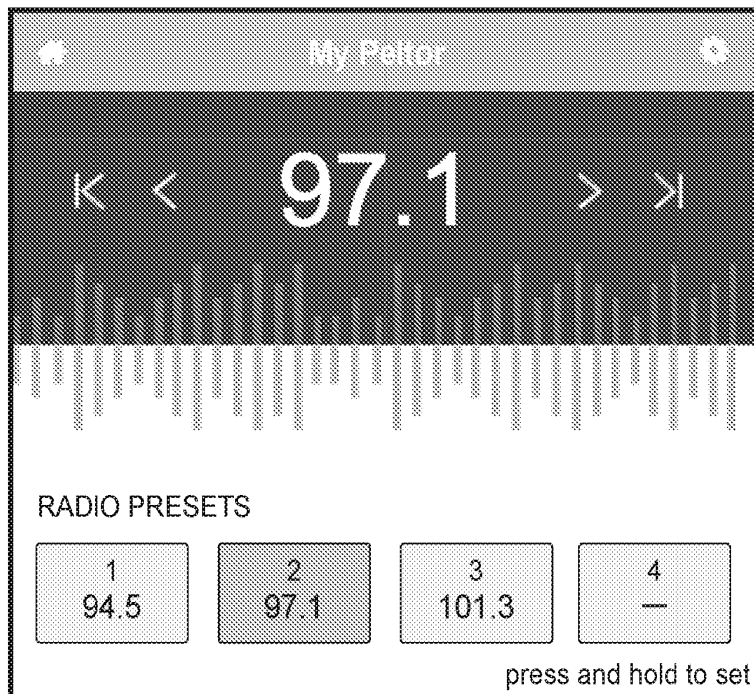 My Peltor
97.1
RADIO PRESETS
1 2 3 4
94.5 97.1 101.3 —
press and hold to set